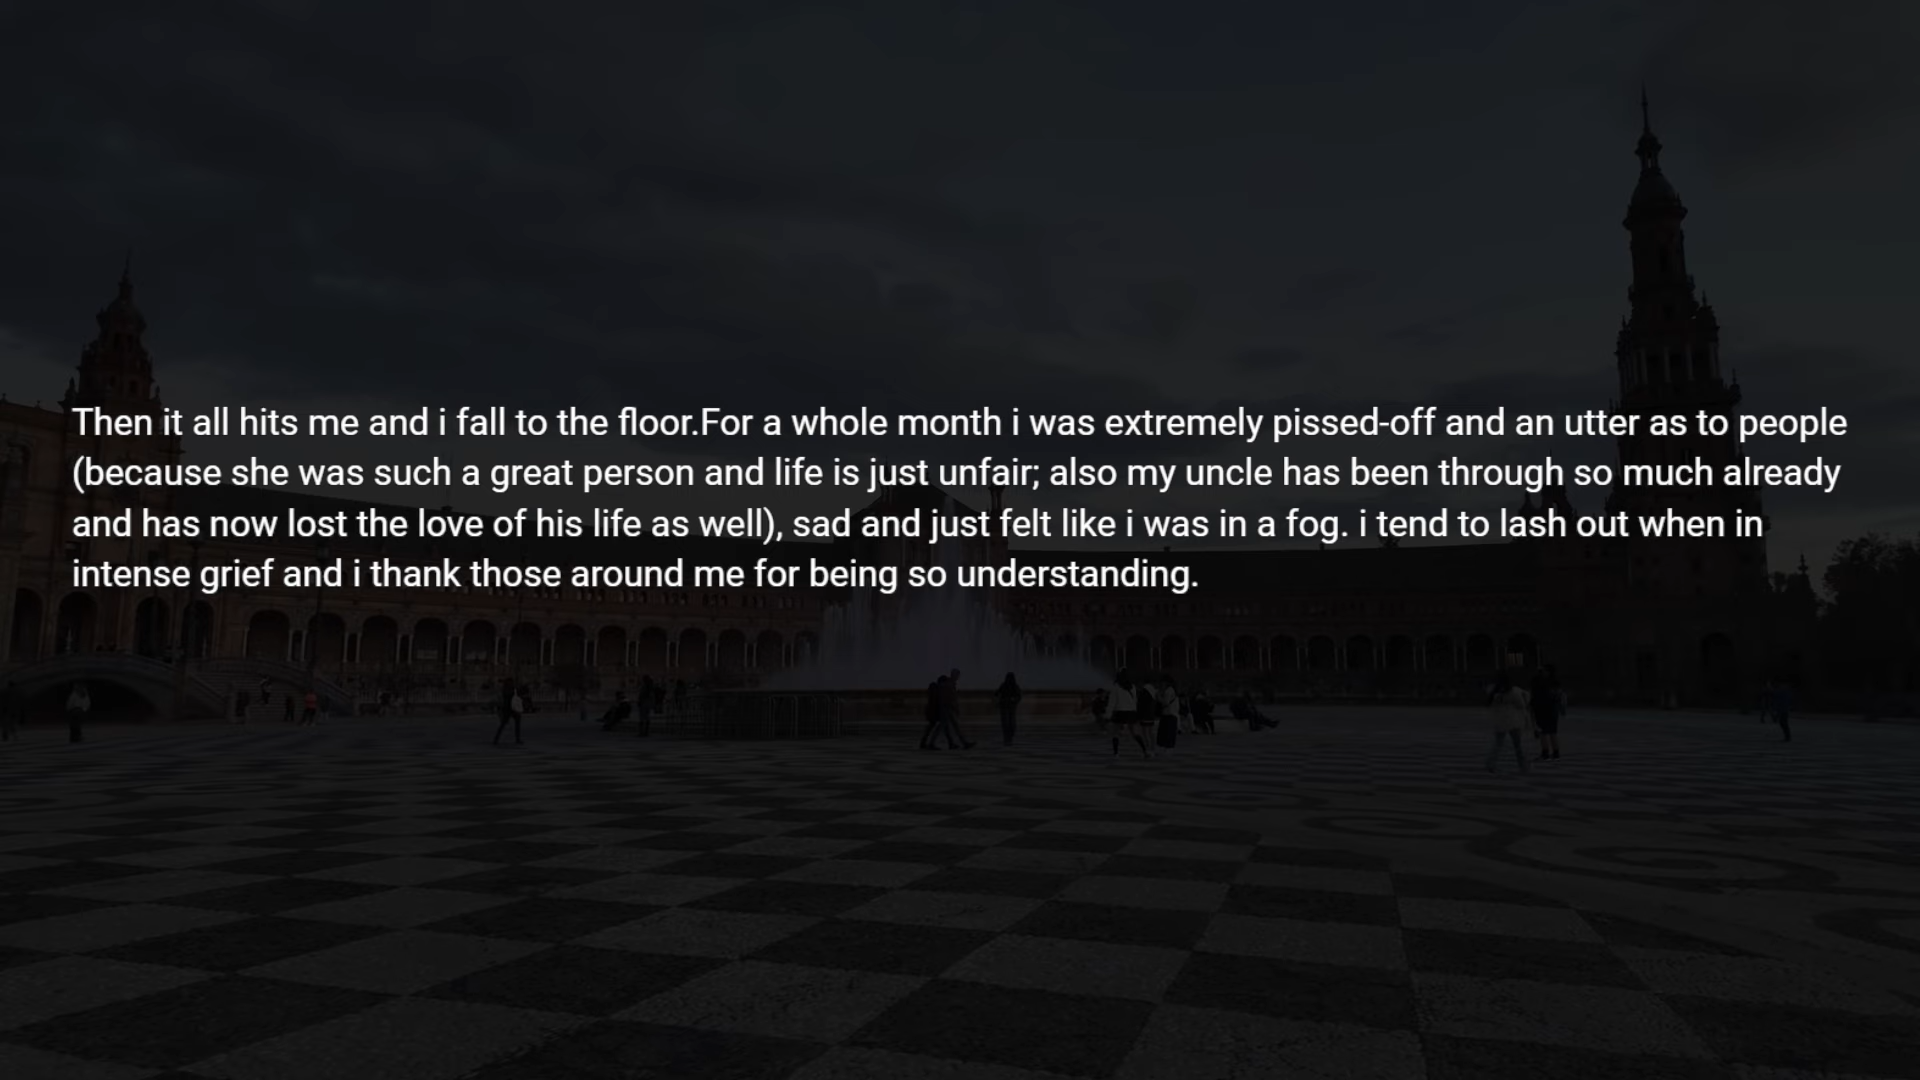 Then it all hits me and i fall to the floor.For a whole month i was extremely pissed-off and an utter as to people
(because she was such a great person and life is just unfair; also my uncle has been through so much already
and has now lost the love of his life as well), sad and just felt like i was in a fog. i tend to lash out when in
intense grief and i thank those around me for being so understanding.